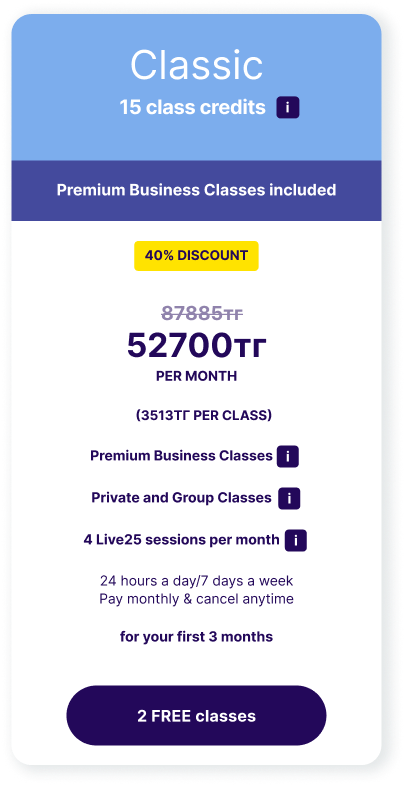 Classic
15 class credits i
Premium Business Classes included
40% DISCOUNT
87885тг
52700тг
PER MONTH
(3513ТГ PER CLASS)
Premium Business Classes i
Private and Group Classes i
4 Live25 sessions per month i
24 hours a day/7 days a week
Pay monthly & cancel anytime
for your first 3 months
2 FREE classes